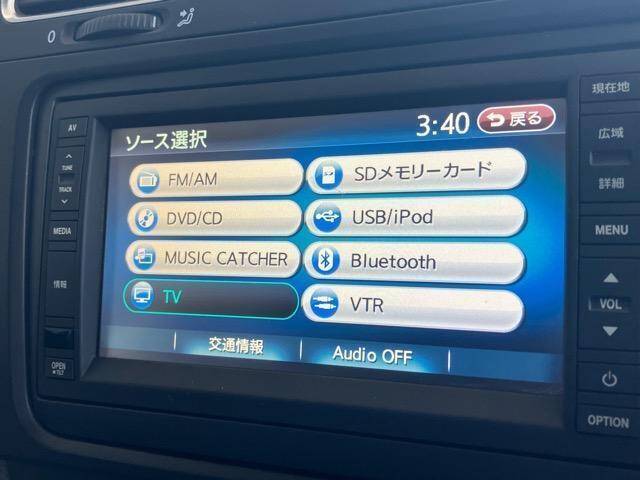 0
AV
TUNE
TRACK
MEDIA
情報
OPEN
TILT
ソース選択
3:40
戻る
FM/AM
SDメモリーカード
DVD/CD
USB/iPod
MUSIC CATCHER
Bluetooth
TV
VTR
交通情報
Audio OFF
現在地
広域
詳細
MENU
VOL
OPTION